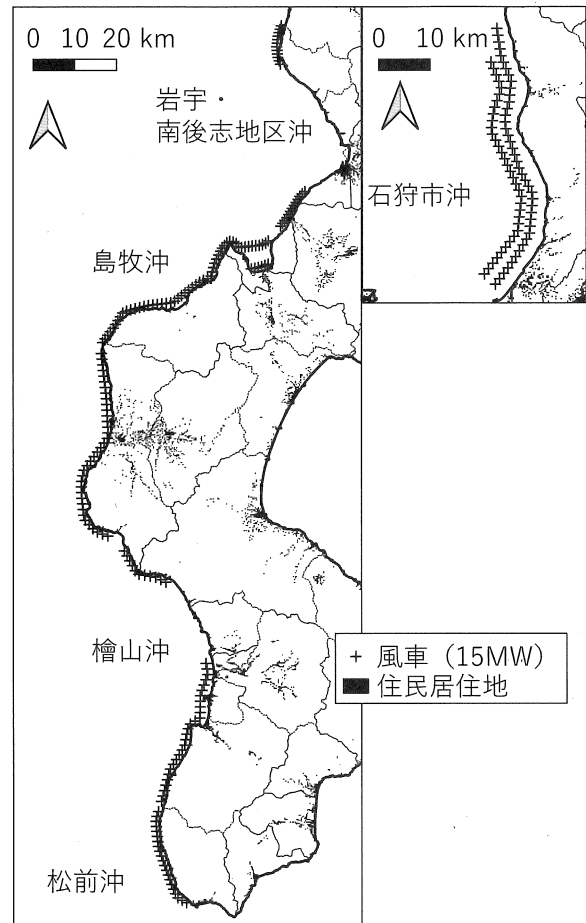 0 10 20 km
岩宇・
南後志地区沖
島牧沖
檜山沖
松前沖
0 10 km
石狩市沖
+ 風車（15MW）
住民居住地